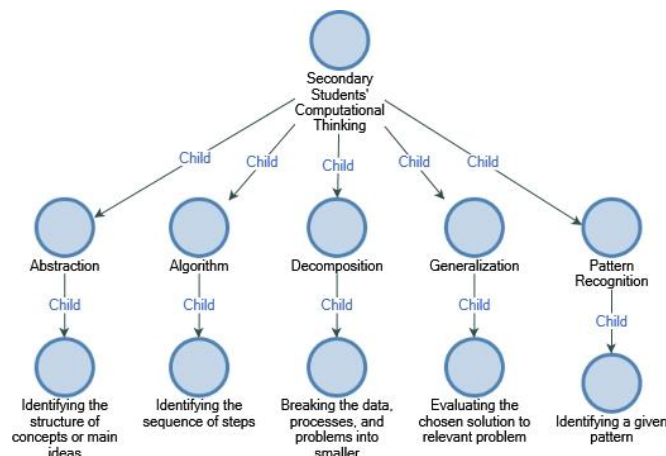 Secondary
Students'
Computational
Thinking
Child
Child
Child
Child
Child
Abstraction
Algorithm
Decomposition
Generalization
Pattern
Recognition
Child
Child
Child
Child
Child
Identifying the
structure of
concepts or main
ideas
Identifying the
sequence of steps
Breaking the data,
processes, and
problems into
smaller
Evaluating the
chosen solution to
relevant problem
Identifying a given
pattern